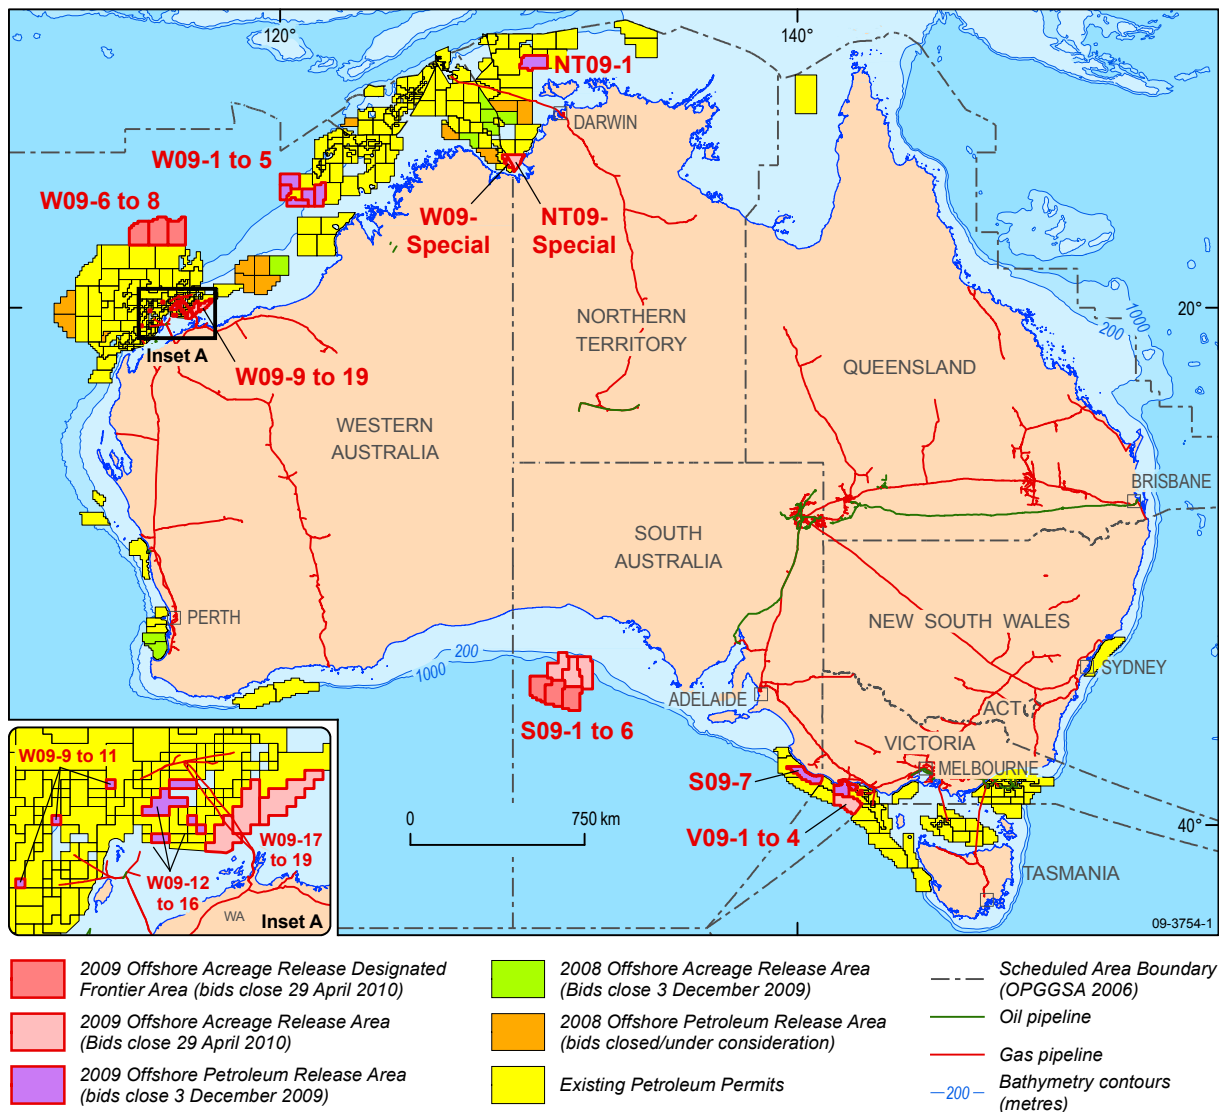 120°
140°
NT09-1
DARWIN
W09-1 to 5
W09-6 to 8
W09-
Special
NT09-
Special
1000
200
20°
NORTHERN
TERRITORY
Inset A
W09-9 to 19
QUEENSLAND
WESTERN
AUSTRALIA
BRISBANE
SOUTH
AUSTRALIA
PERTH
NEW SOUTH WALES
200
1000
SYDNEY
ADELAIDE
ACT
S09-1 to 6
VICTORIA
MELBOURNE
S09-7
W09-9 to 11
0
750 km
V09-1 to 4
40°
W09-17
to 19
W09-12
to 16
TASMANIA
WA
Inset A
09-3754-1
2009 Offshore Acreage Release Designated
Frontier Area (bids close 29 April 2010)
2009 Offshore Acreage Release Area
(Bids close 29 April 2010)
2009 Offshore Petroleum Release Area
(bids close 3 December 2009)
2008 Offshore Acreage Release Area
(Bids close 3 December 2009)
2008 Offshore Petroleum Release Area
(bids closed/under consideration)
Existing Petroleum Permits
Scheduled Area Boundary
(OPGGSA 2006)
Oil pipeline
Gas pipeline
200
Bathymetry contours
(metres)